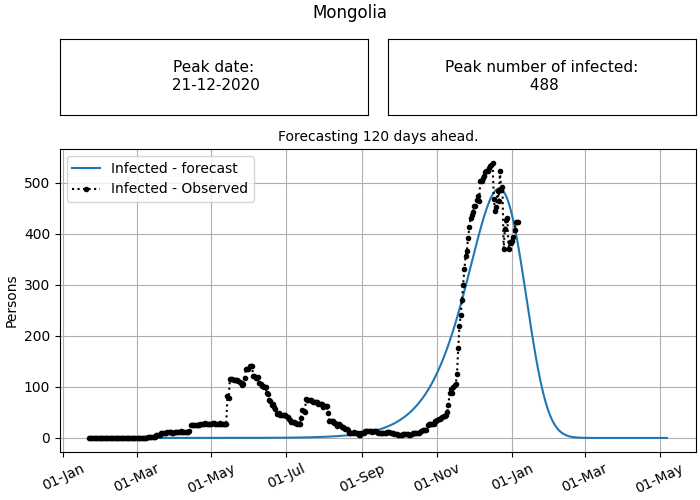 Mongolia
Peak date:
21-12-2020
Peak number of infected:
488
Forecasting 120 days ahead.
Infected - forecast
Infected - Observed
Persons
500
400
300
200
100
0
01-Jan
01-Mar
01-May
01-Jul
01-Sep
01-Nov
01-Jan
01-Mar
01-May